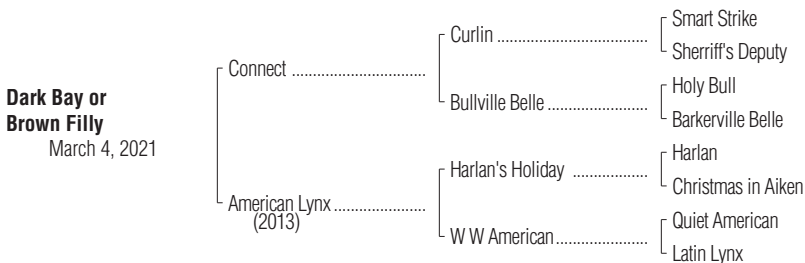 Dark Bay or
Brown Filly
March 4, 2021
Connect ................................
American Lynx ......................
(2013)
Curlin ....................................
Bullville Belle ........................
Harlan's Holiday ..................
W W American ......................
Smart Strike
Sherriff's Deputy
Holy Bull
Barkerville Belle
Harlan
Christmas in Aiken
Quiet American
Latin Lynx